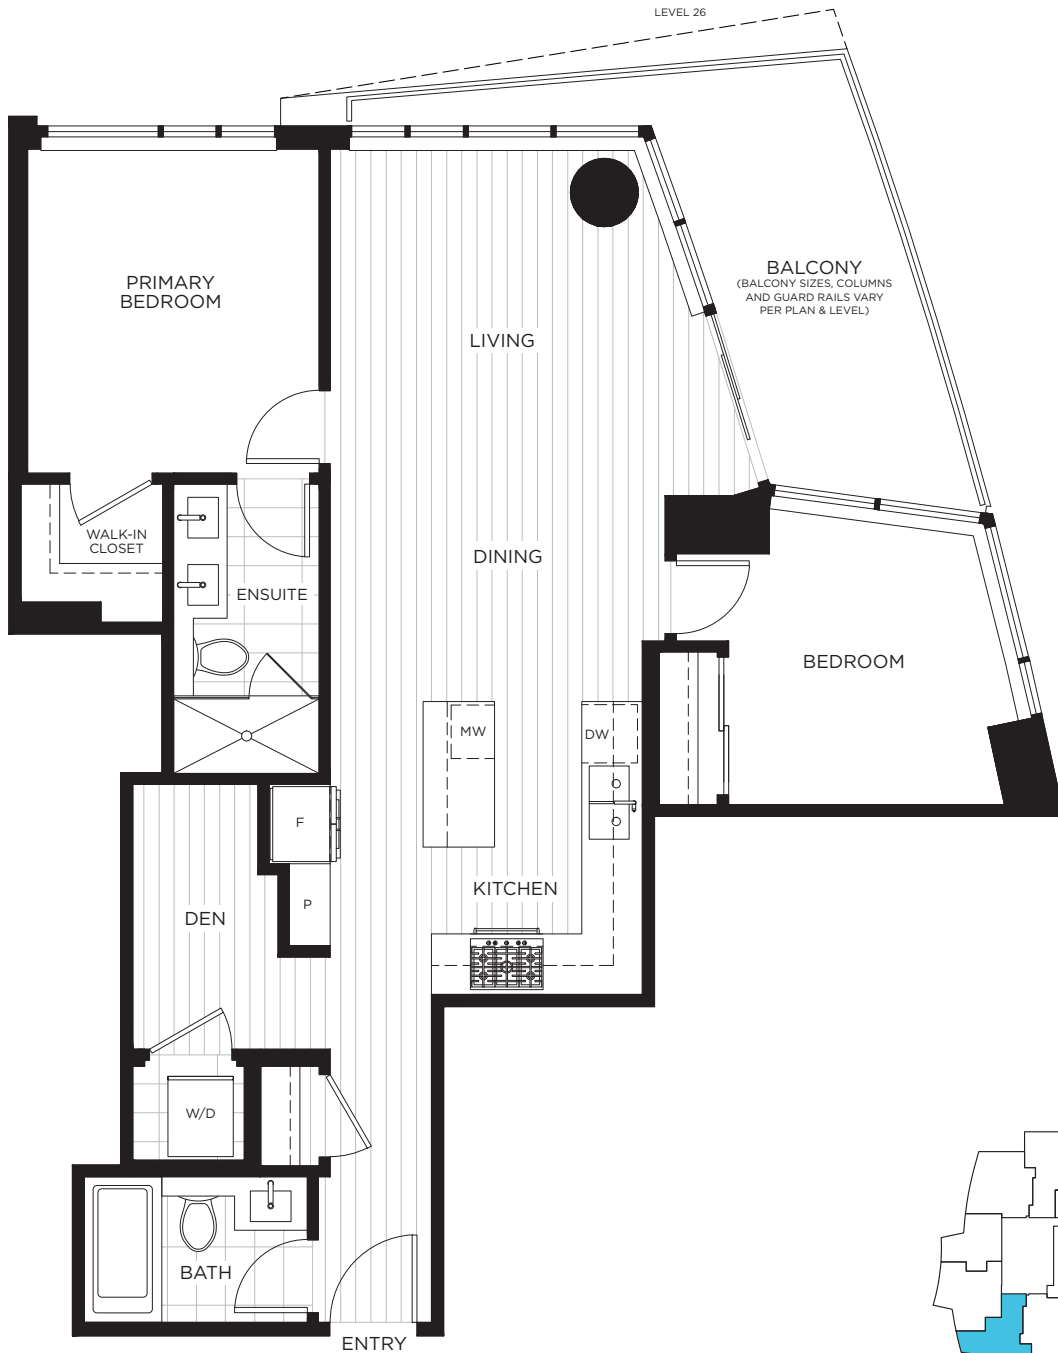 LEVEL 26
PRIMARY
BEDROOM
BALCONY
(BALCONY SIZES, COLUMNS
AND GUARD RAILS VARY
PER PLAN & LEVEL)
LIVING
WALK-IN
CLOSET
ENSUITE
DINING
BEDROOM
MW
DW
F
P
KITCHEN
DEN
W/D
BATH
ENTRY